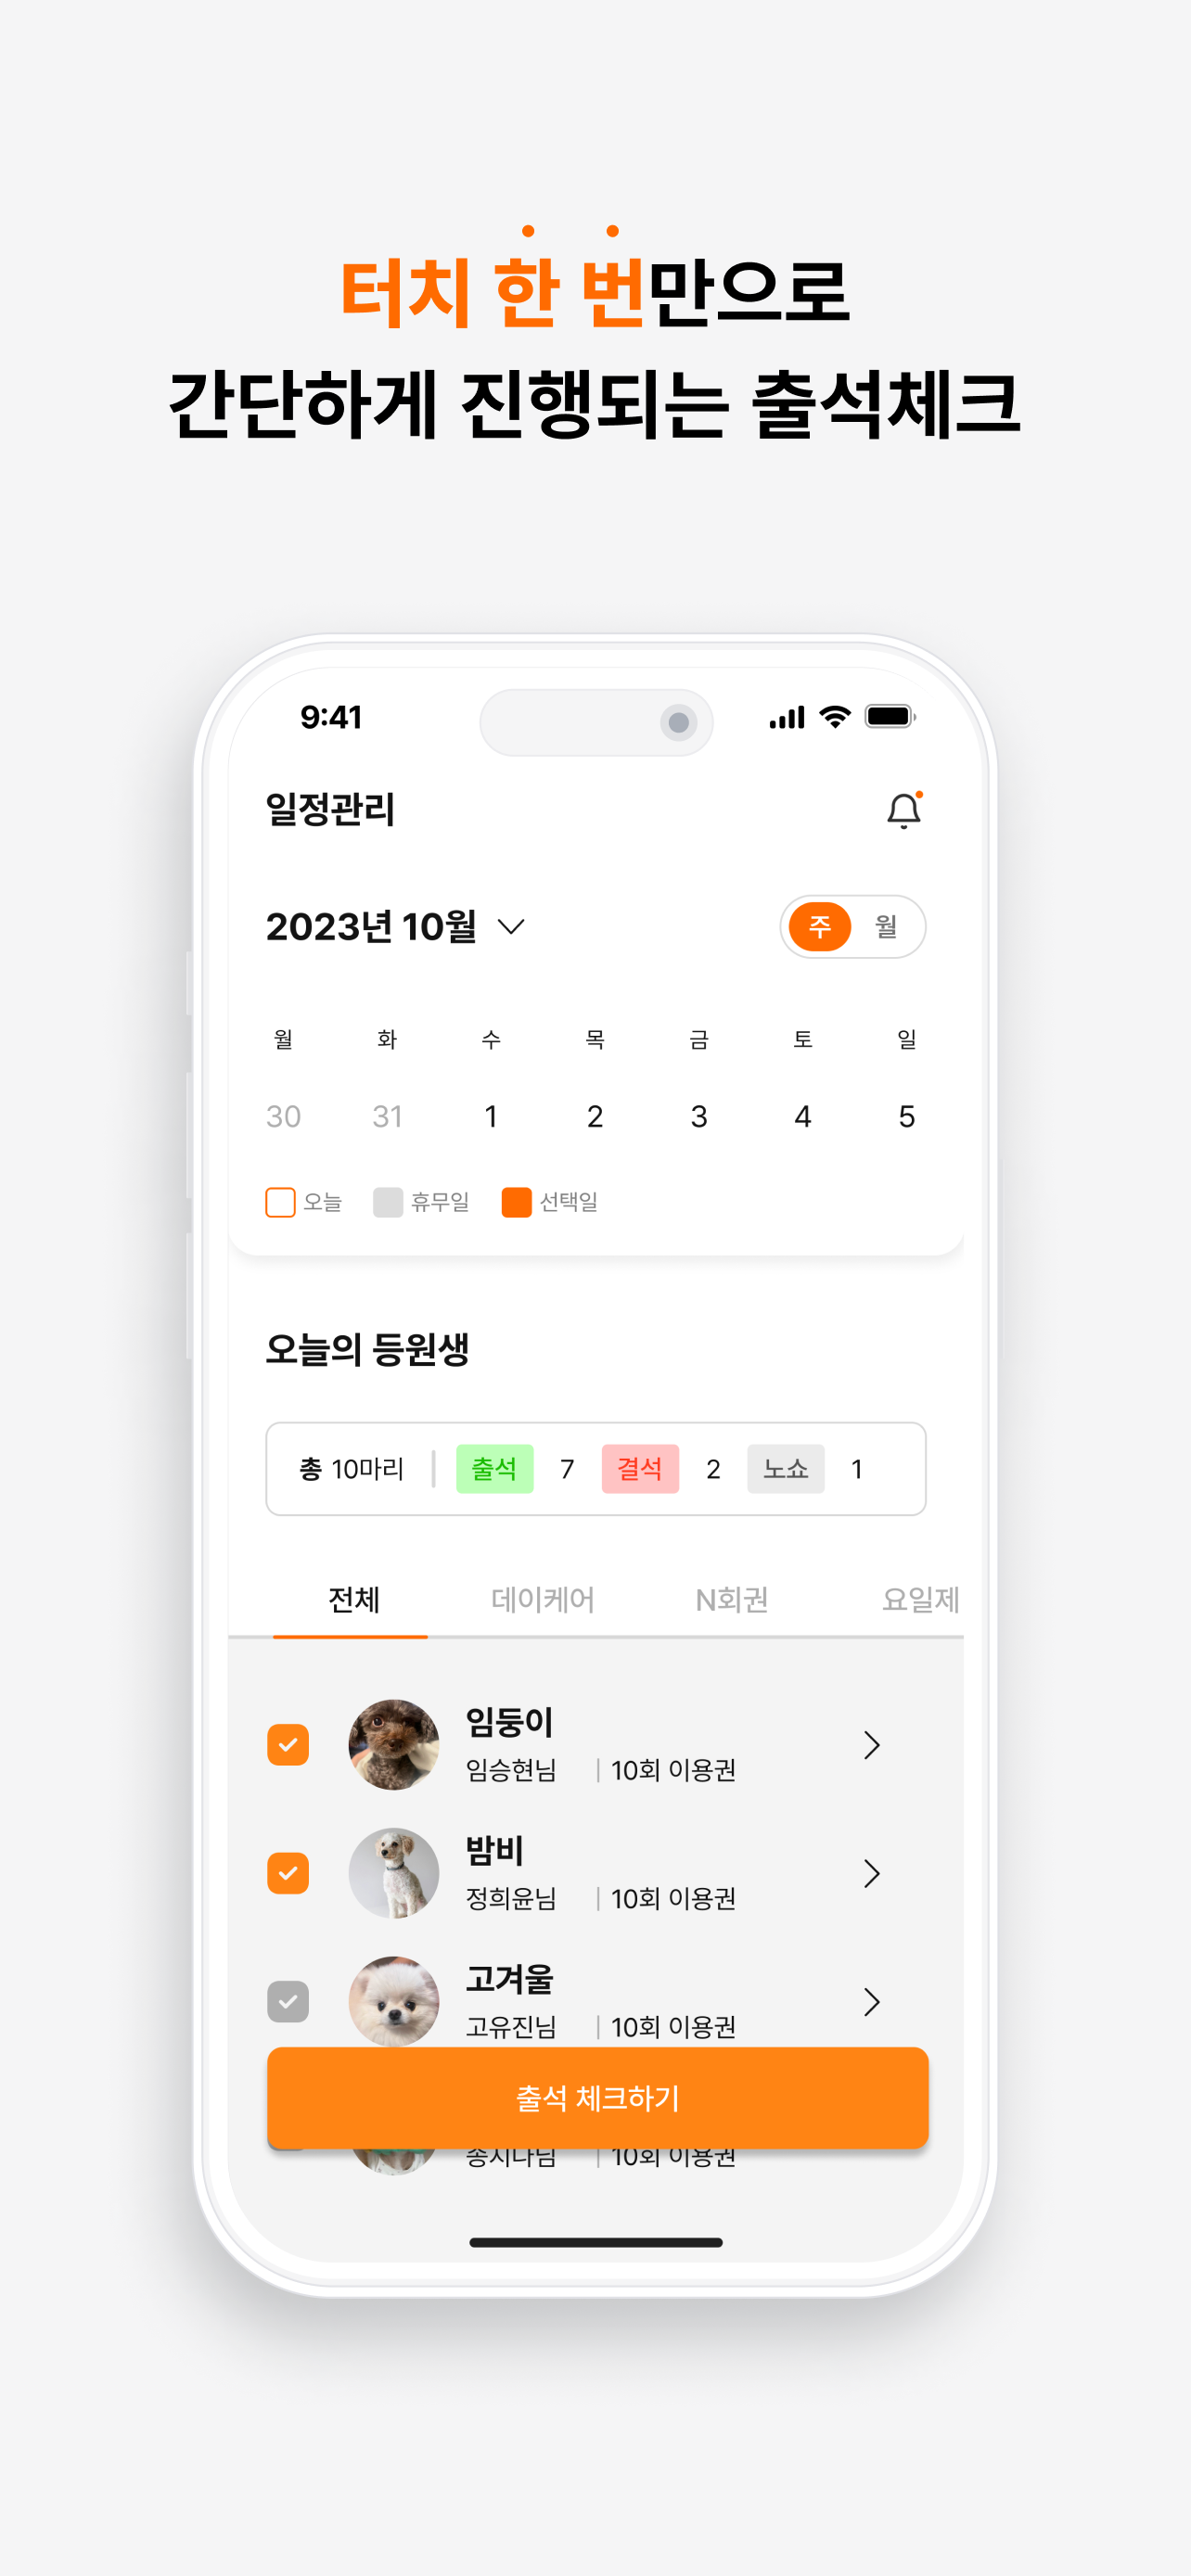 터치 한 번만으로
간단하게 진행되는 출석체크
9:41
일정관리
2023년 10월
주 월
월 화 수 목 금 토 일
30 31 1 2 3 4 5
오늘 휴무일 선택일
오늘의 등원생
총 10마리 출석 7 결석 2 노쇼 1
전체 데이케어 N회권 요일제
임둥이
임승현님 10회 이용권
밤비
정희윤님 10회 이용권
고겨울
고유진님 10회 이용권
출석 체크하기
10회 이용권